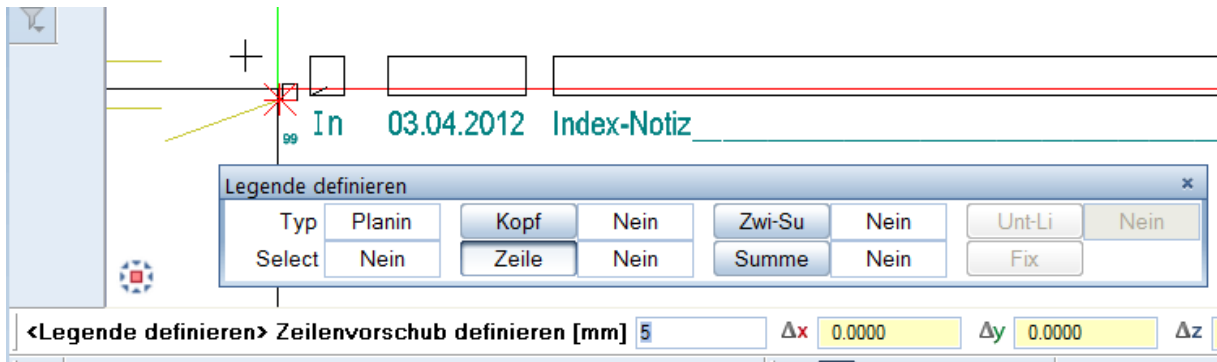 99 In 03.04.2012 Index-Notiz
Legende definieren
Typ Planin Kopf Nein Zwi-Su Nein Unt-Li Nein
Select Nein Zeile Nein Summe Nein Fix
<Legende definieren> Zeilenvorschub definieren [mm] 5 Δx 0.0000 Δy 0.0000 Δz